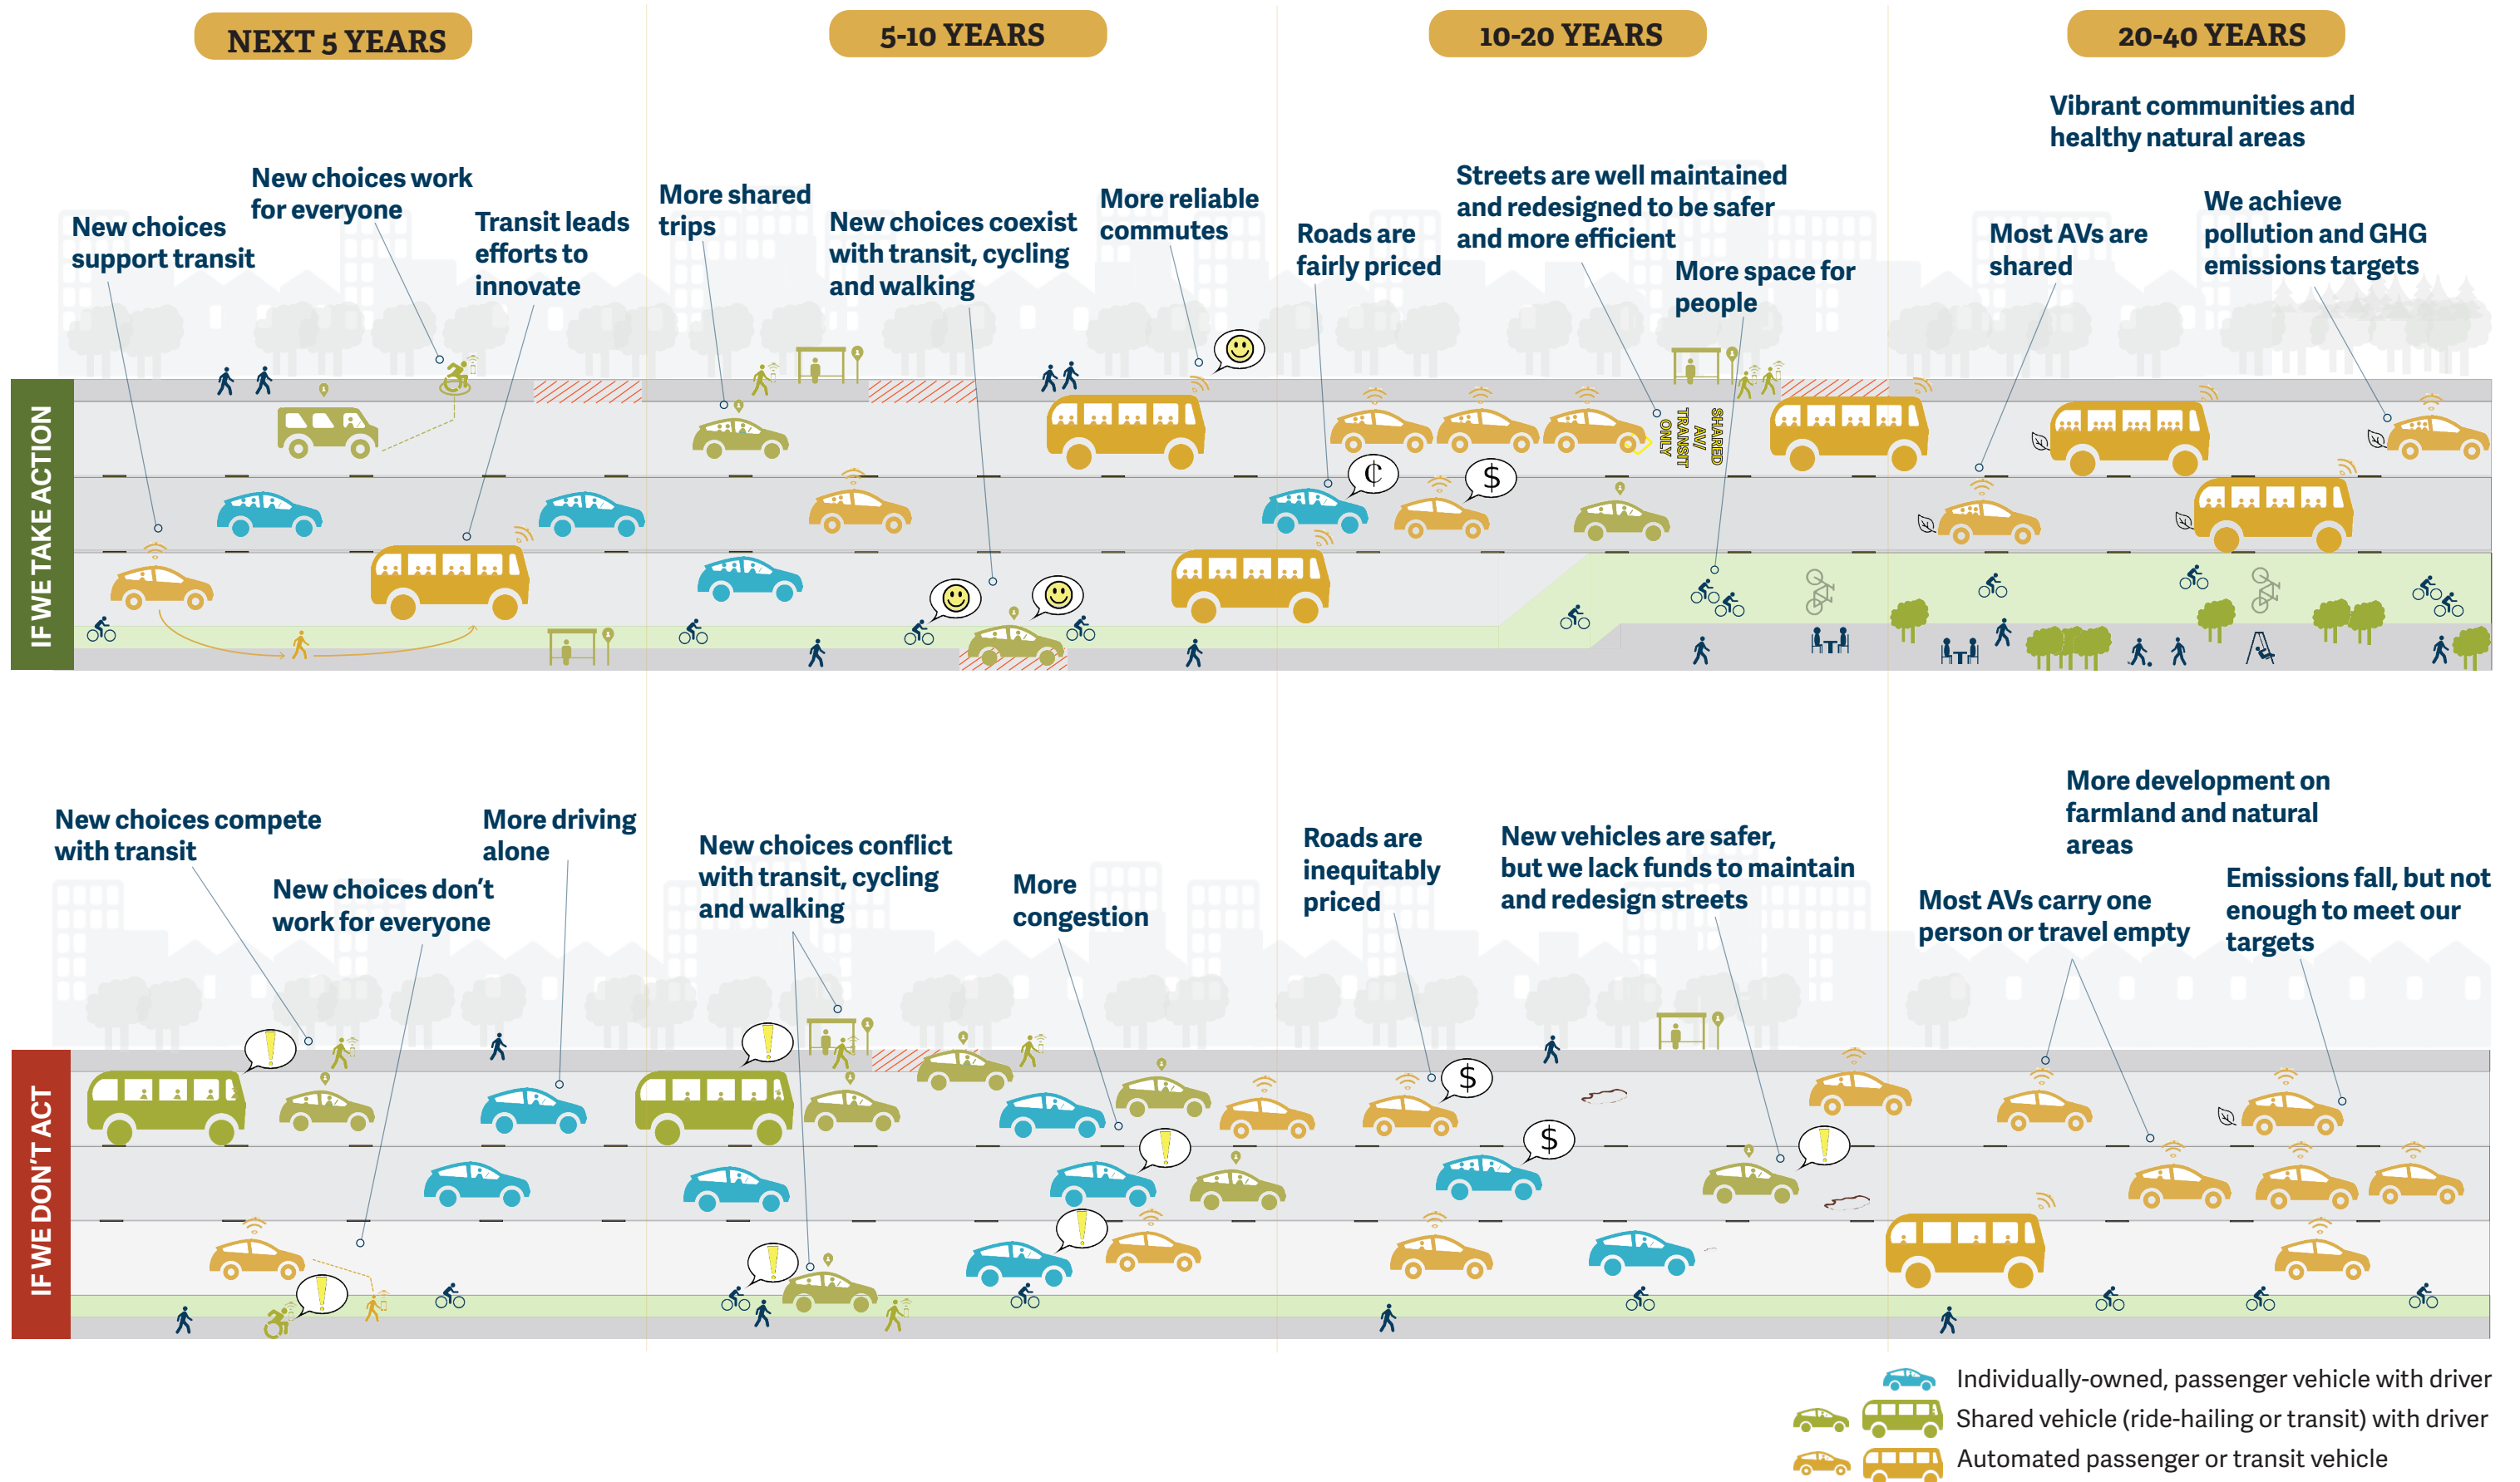 NEXT 5 YEARS
5-10 YEARS
10-20 YEARS
20-40 YEARS
IF WE TAKE ACTION
New choices
support transit
New choices work
for everyone
Transit leads
efforts to
innovate
More shared
trips
New choices coexist
with transit, cycling
and walking
More reliable
commutes
Roads are
fairly priced
Streets are well maintained
and redesigned to be safer
and more efficient
More space for
people
Vibrant communities and
healthy natural areas
Most AVs are
shared
We achieve
pollution and GHG
emissions targets
¢
$
SHARED
AV/
TRANSIT
ONLY
IF WE DON'T ACT
New choices compete
with transit
New choices don't
work for everyone
More driving
alone
New choices conflict
with transit, cycling
and walking
More
congestion
Roads are
inequitably
priced
New vehicles are safer,
but we lack funds to maintain
and redesign streets
More development on
farmland and natural
areas
Most AVs carry one
person or travel empty
Emissions fall, but not
enough to meet our
targets
!
!
$
$
!
!
!
!
!
Individually-owned, passenger vehicle with driver
Shared vehicle (ride-hailing or transit) with driver
Automated passenger or transit vehicle